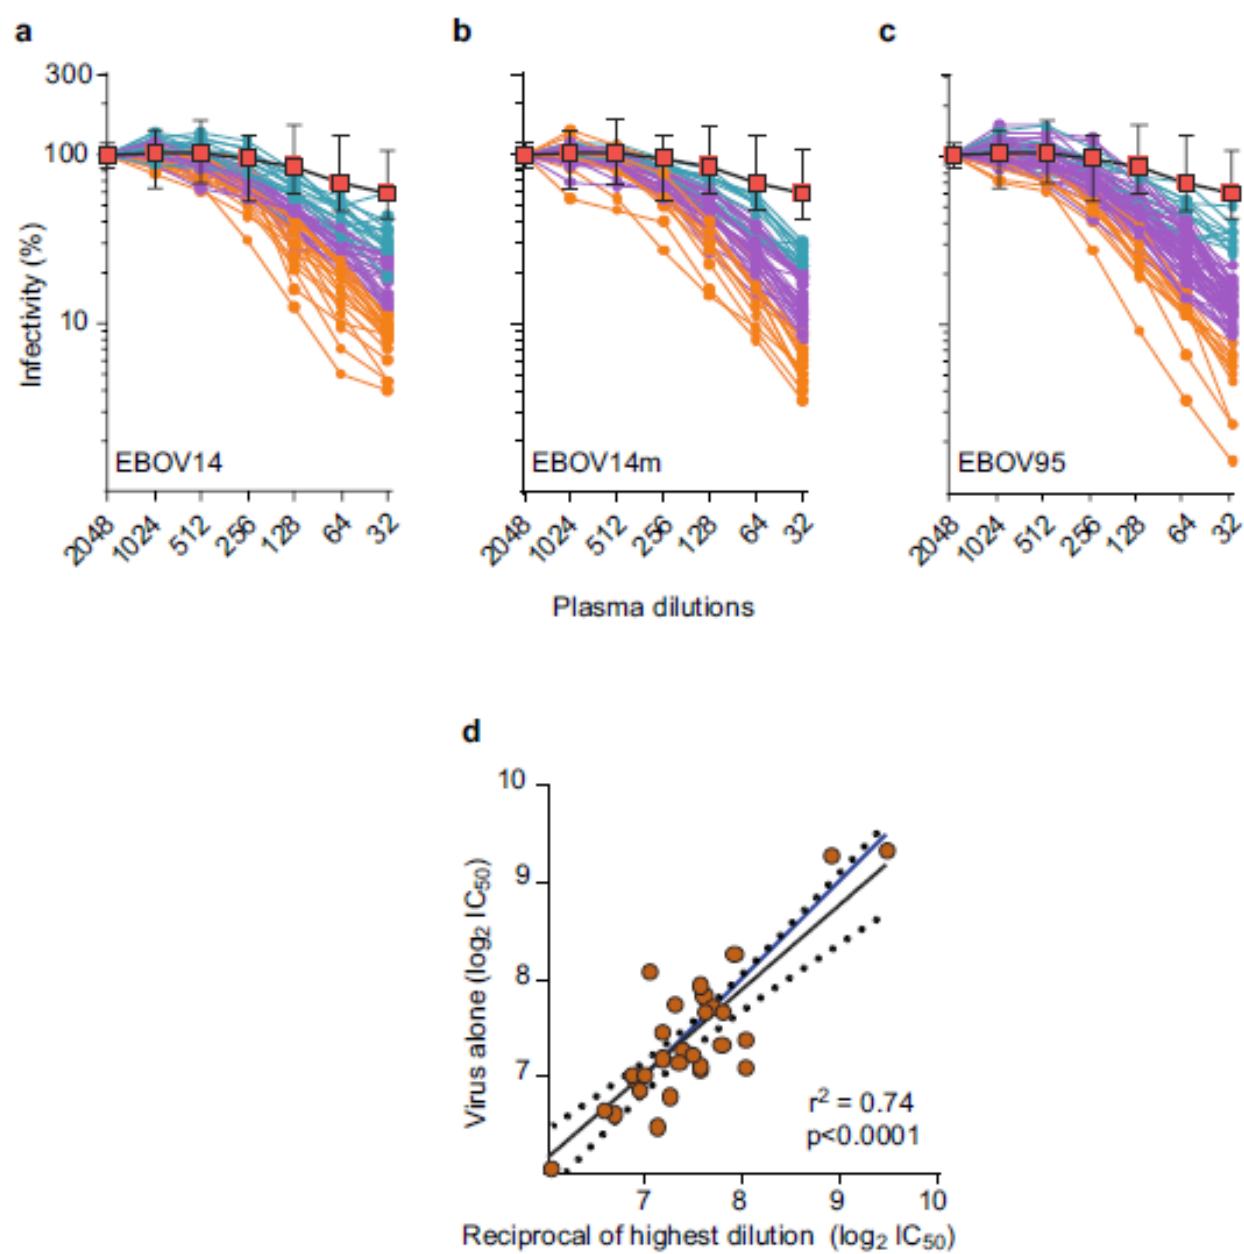 a
b
c
300
100
10
Infectivity (%)
EBOV14
EBOV14m
EBOV95
2048 1024 512 256 128 64 32
2048 1024 512 256 128 64 32
2048 1024 512 256 128 64 32
Plasma dilutions
d
10
9
8
7
Virus alone (log₂ IC₅₀)
r² = 0.74
p<0.0001
7 8 9 10
Reciprocal of highest dilution (log₂ IC₅₀)